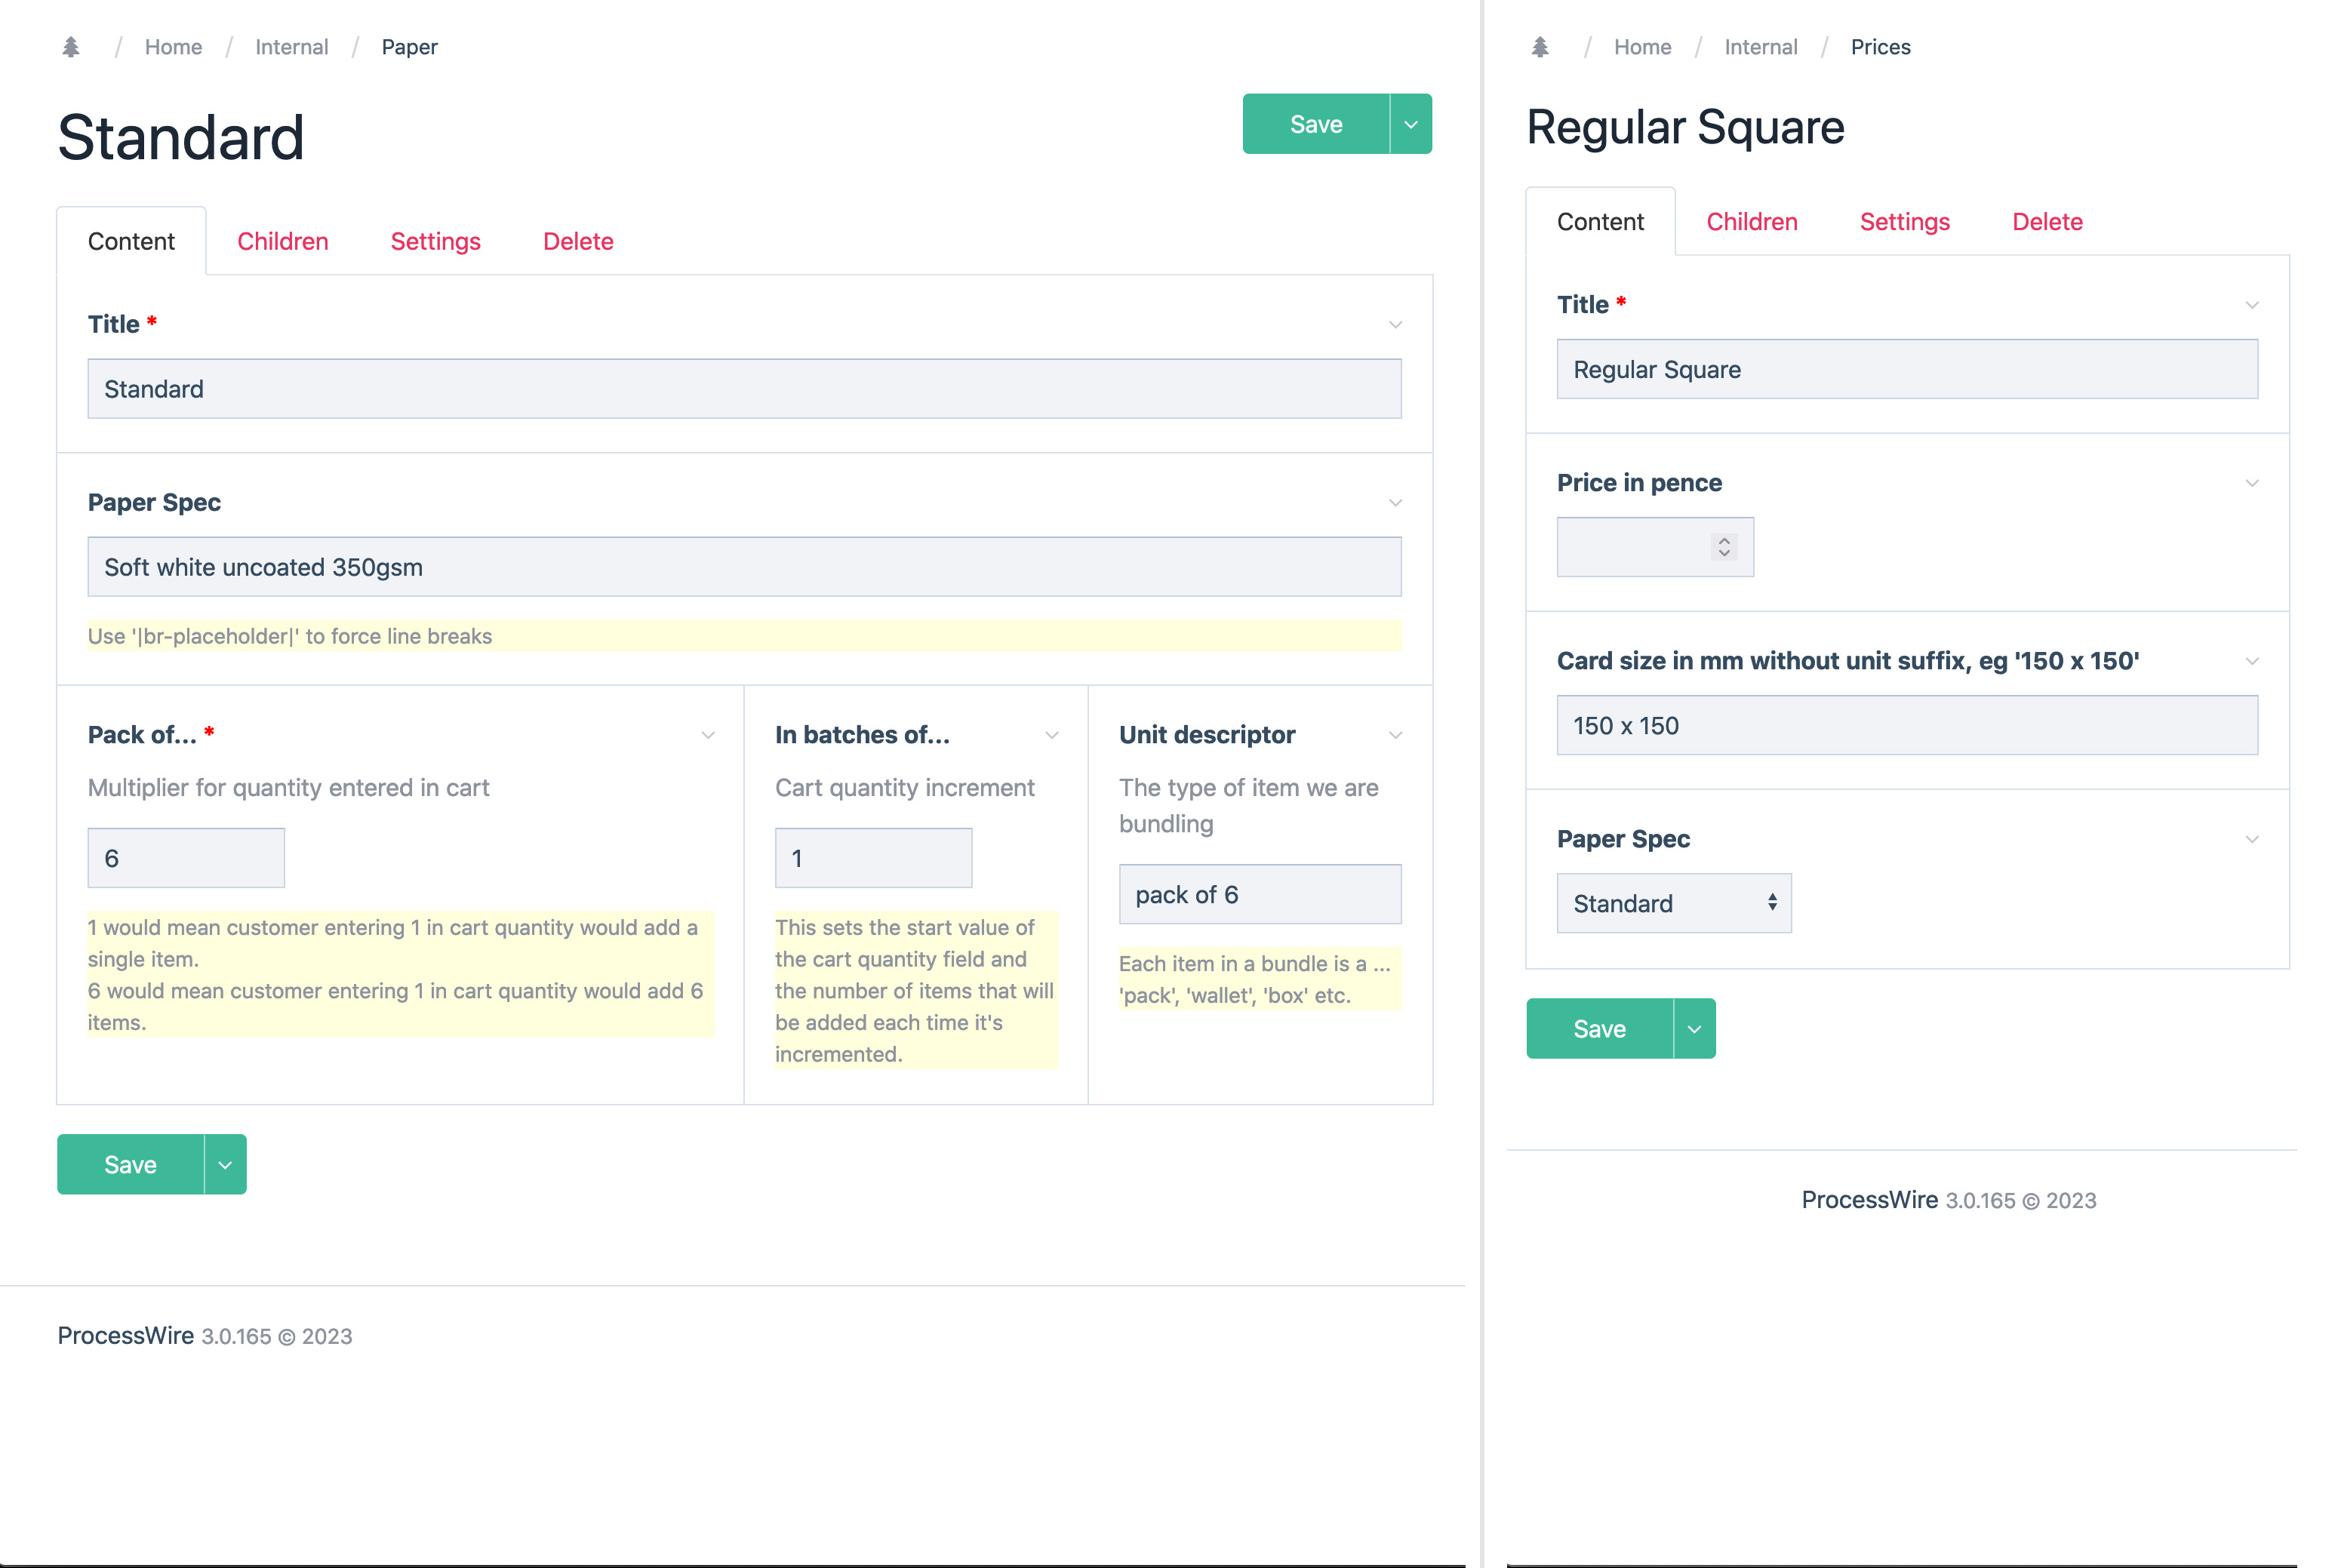 / Home / Internal / Paper
Standard
Save
Content Children Settings Delete
Title *
Standard
Paper Spec
Soft white uncoated 350gsm
Use '|br-placeholder|' to force line breaks
Pack of... *
Multiplier for quantity entered in cart
6
1 would mean customer entering 1 in cart quantity would add a
single item.
6 would mean customer entering 1 in cart quantity would add 6
items.
In batches of...
Cart quantity increment
1
This sets the start value of
the cart quantity field and
the number of items that will
be added each time it's
incremented.
Unit descriptor
The type of item we are
bundling
pack of 6
Each item in a bundle is a ...
'pack', 'wallet', 'box' etc.
Save
ProcessWire 3.0.165 © 2023
/ Home / Internal / Prices
Regular Square
Content Children Settings Delete
Title *
Regular Square
Price in pence
Card size in mm without unit suffix, eg '150 x 150'
150 x 150
Paper Spec
Standard
Save
ProcessWire 3.0.165 © 2023